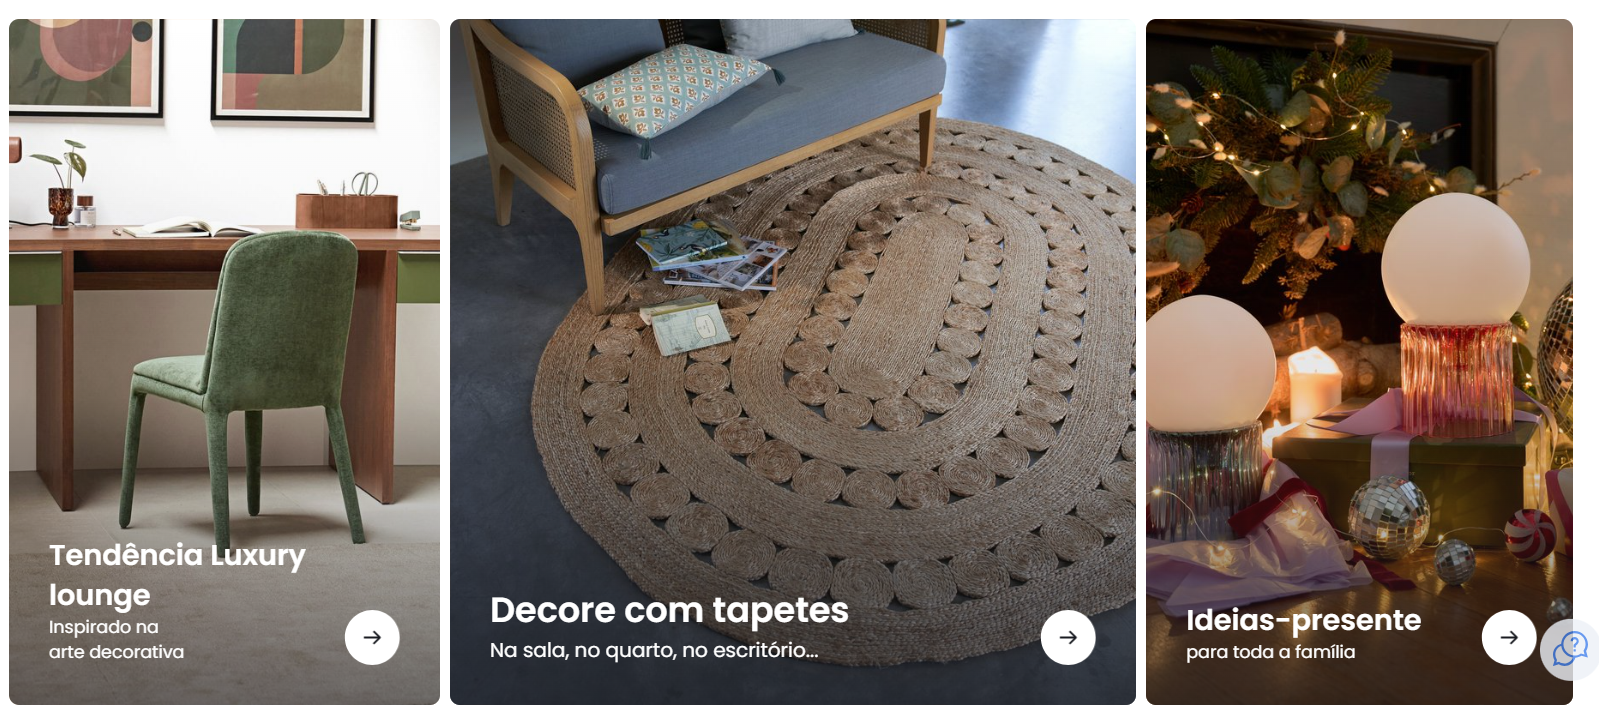 Tendência Luxury
lounge
Inspirado na
arte decorativa
Decore com tapetes
Na sala, no quarto, no escritório...
Ideias-presente
para toda a família
?